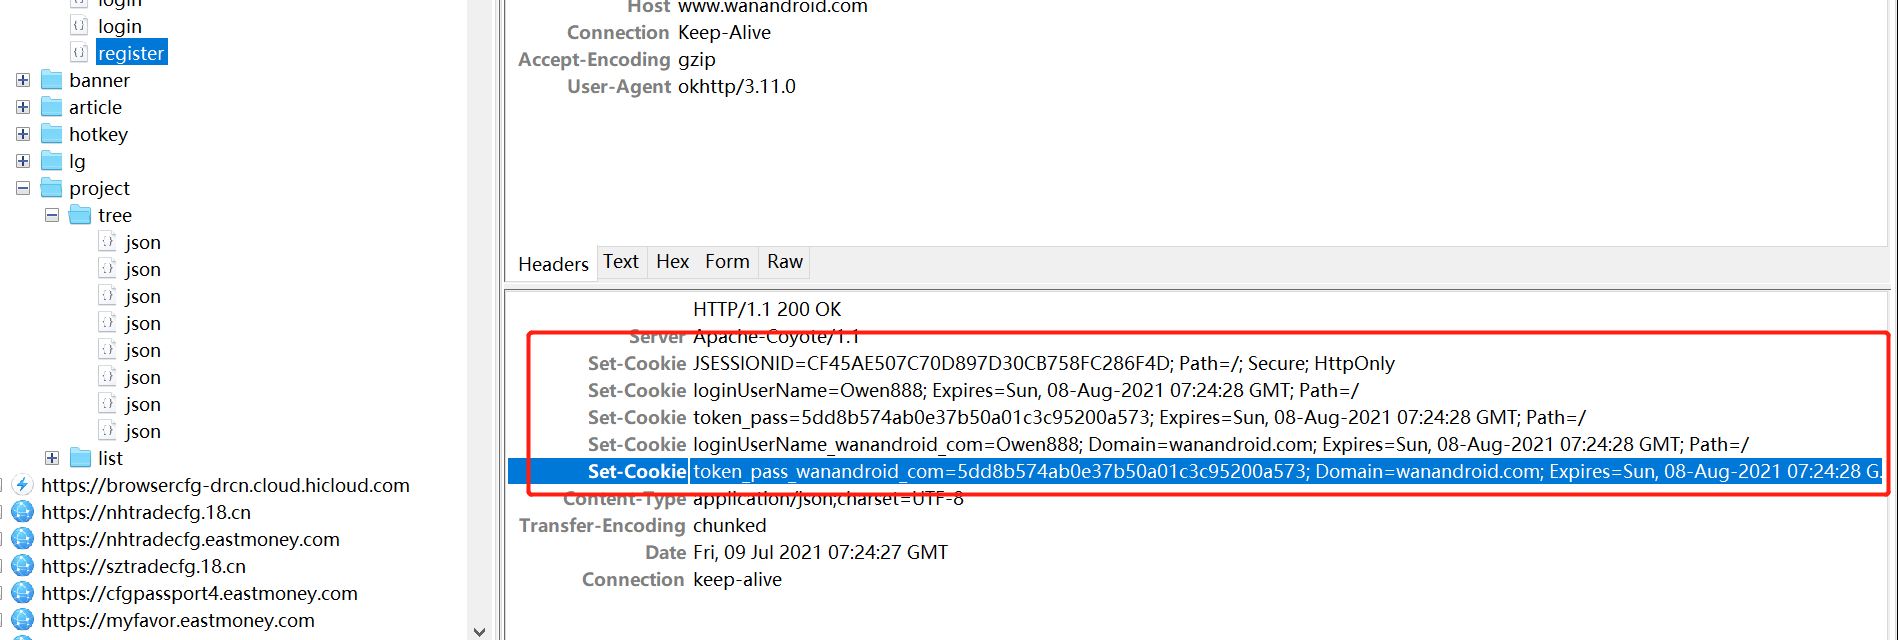 login
login
register
banner
article
hotkey
lg
project
tree
json
json
json
json
json
json
json
json
list
https://browsercfg-drcn.cloud.hicloud.com
https://nhtradecfg.18.cn
https://nhtradecfg.eastmoney.com
https://sztradecfg.18.cn
https://cfgpassport4.eastmoney.com
https://myfavor.eastmoney.com
Host www.wanandroid.com
Connection Keep-Alive
Accept-Encoding gzip
User-Agent okhttp/3.11.0
Headers Text Hex Form Raw
HTTP/1.1 200 OK
Server Apache-Coyote/1.1
Set-Cookie JSESSIONID=CF45AE507C70D897D30CB758FC286F4D; Path=/; Secure; HttpOnly
Set-Cookie loginUserName=Owen888; Expires=Sun, 08-Aug-2021 07:24:28 GMT; Path=/
Set-Cookie token_pass=5dd8b574ab0e37b50a01c3c95200a573; Expires=Sun, 08-Aug-2021 07:24:28 GMT; Path=/
Set-Cookie loginUserName_wanandroid_com=Owen888; Domain=wanandroid.com; Expires=Sun, 08-Aug-2021 07:24:28 GMT; Path=/
Set-Cookie token_pass_wanandroid_com=5dd8b574ab0e37b50a01c3c95200a573; Domain=wanandroid.com; Expires=Sun, 08-Aug-2021 07:24:28 G.
Content-Type application/json;charset=UTF-8
Transfer-Encoding chunked
Date Fri, 09 Jul 2021 07:24:27 GMT
Connection keep-alive